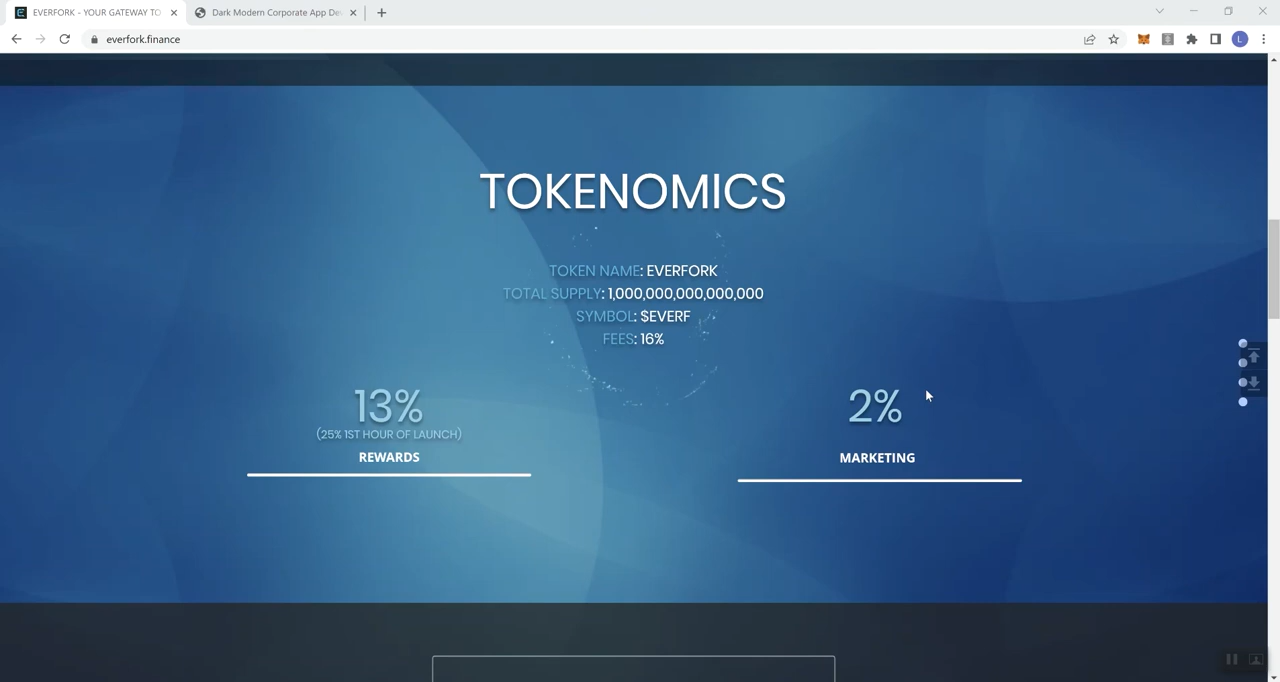 EVERFORK - YOUR GATEWAY TO
Dark Modern Corporate App Dev
everfork.finance
L
TOKENOMICS
TOKEN NAME: EVERFORK
TOTAL SUPPLY: 1,000,000,000,000,000
SYMBOL: $EVERF
FEES: 16%
13%
(25% 1ST HOUR OF LAUNCH)
REWARDS
2%
MARKETING